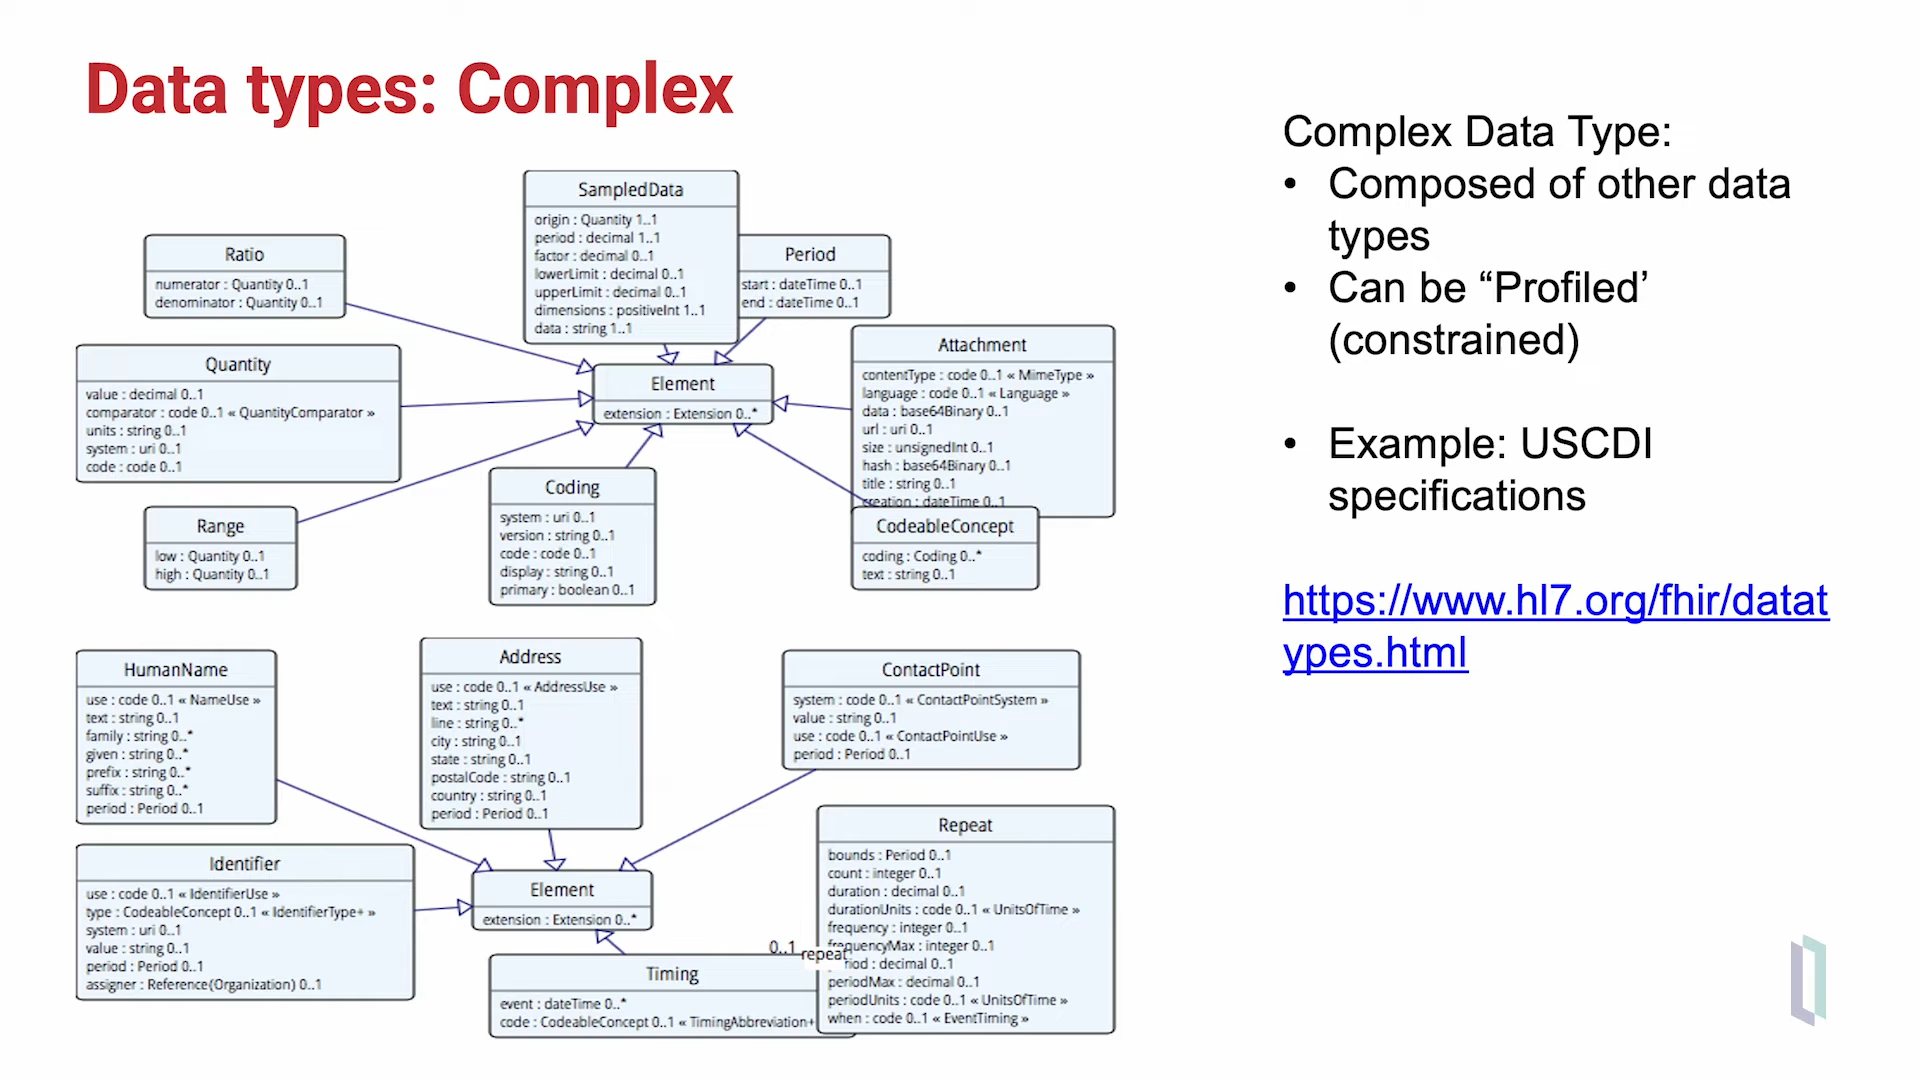 Data types: Complex
SampledData
origin : Quantity 1..1
period : decimal 1..1
factor : decimal 0..1
lowerLimit : decimal 0..1
upperLimit : decimal 0..1
dimensions : positiveInt 1..1
data : string 1..1
Ratio
numerator : Quantity 0..1
denominator : Quantity 0..1
Period
start : dateTime 0..1
end : dateTime 0..1
Quantity
value : decimal 0..1
comparator : code 0..1 « QuantityComparator »
units : string 0..1
system : uri 0..1
code : code 0..1
Element
extension : Extension 0..*
Attachment
contentType : code 0..1 « MimeType »
language : code 0..1 « Language »
data : base64Binary 0..1
url : uri 0..1
size : unsignedInt 0..1
hash : base64Binary 0..1
title : string 0..1
creation : dateTime 0..1
Range
low : Quantity 0..1
high : Quantity 0..1
Coding
system : uri 0..1
version : string 0..1
code : code 0..1
display : string 0..1
primary : boolean 0..1
CodeableConcept
coding : Coding 0..*
text : string 0..1
HumanName
use : code 0..1 « NameUse »
text : string 0..1
family : string 0..*
given : string 0..*
prefix : string 0..*
suffix : string 0..*
period : Period 0..1
Address
use : code 0..1 « AddressUse »
text : string 0..1
line : string 0..*
city : string 0..1
state : string 0..1
postalCode : string 0..1
country : string 0..1
period : Period 0..1
ContactPoint
system : code 0..1 « ContactPointSystem »
value : string 0..1
use : code 0..1 « ContactPointUse »
period : Period 0..1
Identifier
use : code 0..1 « IdentifierUse »
type : CodeableConcept 0..1 « IdentifierType+ »
system : uri 0..1
value : string 0..1
period : Period 0..1
assigner : Reference(Organization) 0..1
Element
extension : Extension 0..*
Timing
event : dateTime 0..*
code : CodeableConcept 0..1 « TimingAbbreviation+
0..1
repeat
Repeat
bounds : Period 0..1
count : integer 0..1
duration : decimal 0..1
durationUnits : code 0..1 « UnitsOfTime »
frequency : integer 0..1
frequencyMax : integer 0..1
: decimal 0..1
periodMax : decimal 0..1
periodUnits : code 0..1 « UnitsOfTime »
when : code 0..1 « EventTiming »
Complex Data Type:
• Composed of other data
types
• Can be “Profiled’
(constrained)
• Example: USCDI
specifications
https://www.hl7.org/fhir/datat
ypes.html